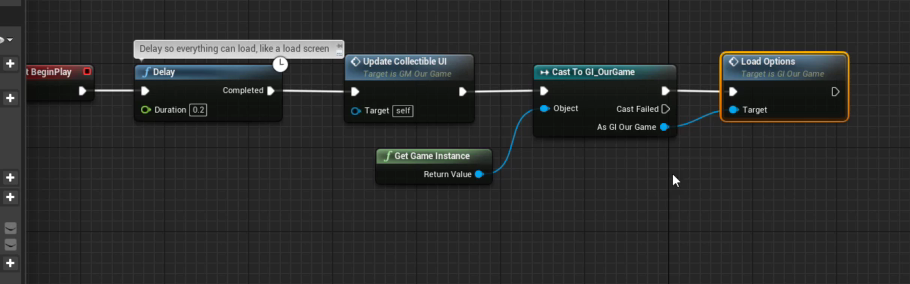 Delay so everything can load, like a load screen
t BeginPlay
Delay
Completed
Duration 0.2
Update Collectible UI
Target is GM Our Game
Target self
Get Game Instance
Return Value
Cast To GI_OurGame
Object
Cast Failed
As GI Our Game
Load Options
Target is GI Our Game
Target